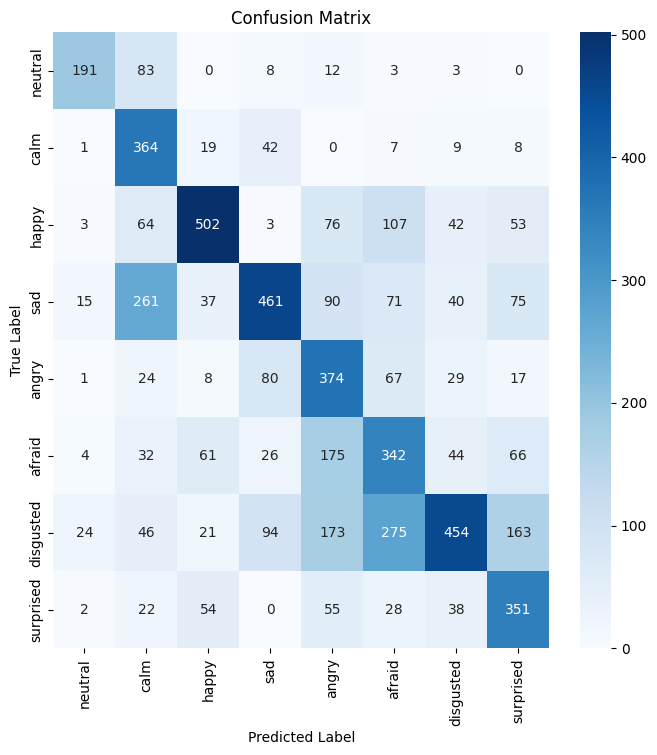 Confusion Matrix
True Label
neutral 191 83 0 8 12 3 3 0
calm 1 364 19 42 0 7 9 8
happy 3 64 502 3 76 107 42 53
sad 15 261 37 461 90 71 40 75
angry 1 24 8 80 374 67 29 17
afraid 4 32 61 26 175 342 44 66
disgusted 24 46 21 94 173 275 454 163
surprised 2 22 54 0 55 28 38 351
neutral calm happy sad angry afraid disgusted surprised
Predicted Label
500
400
300
200
100
0